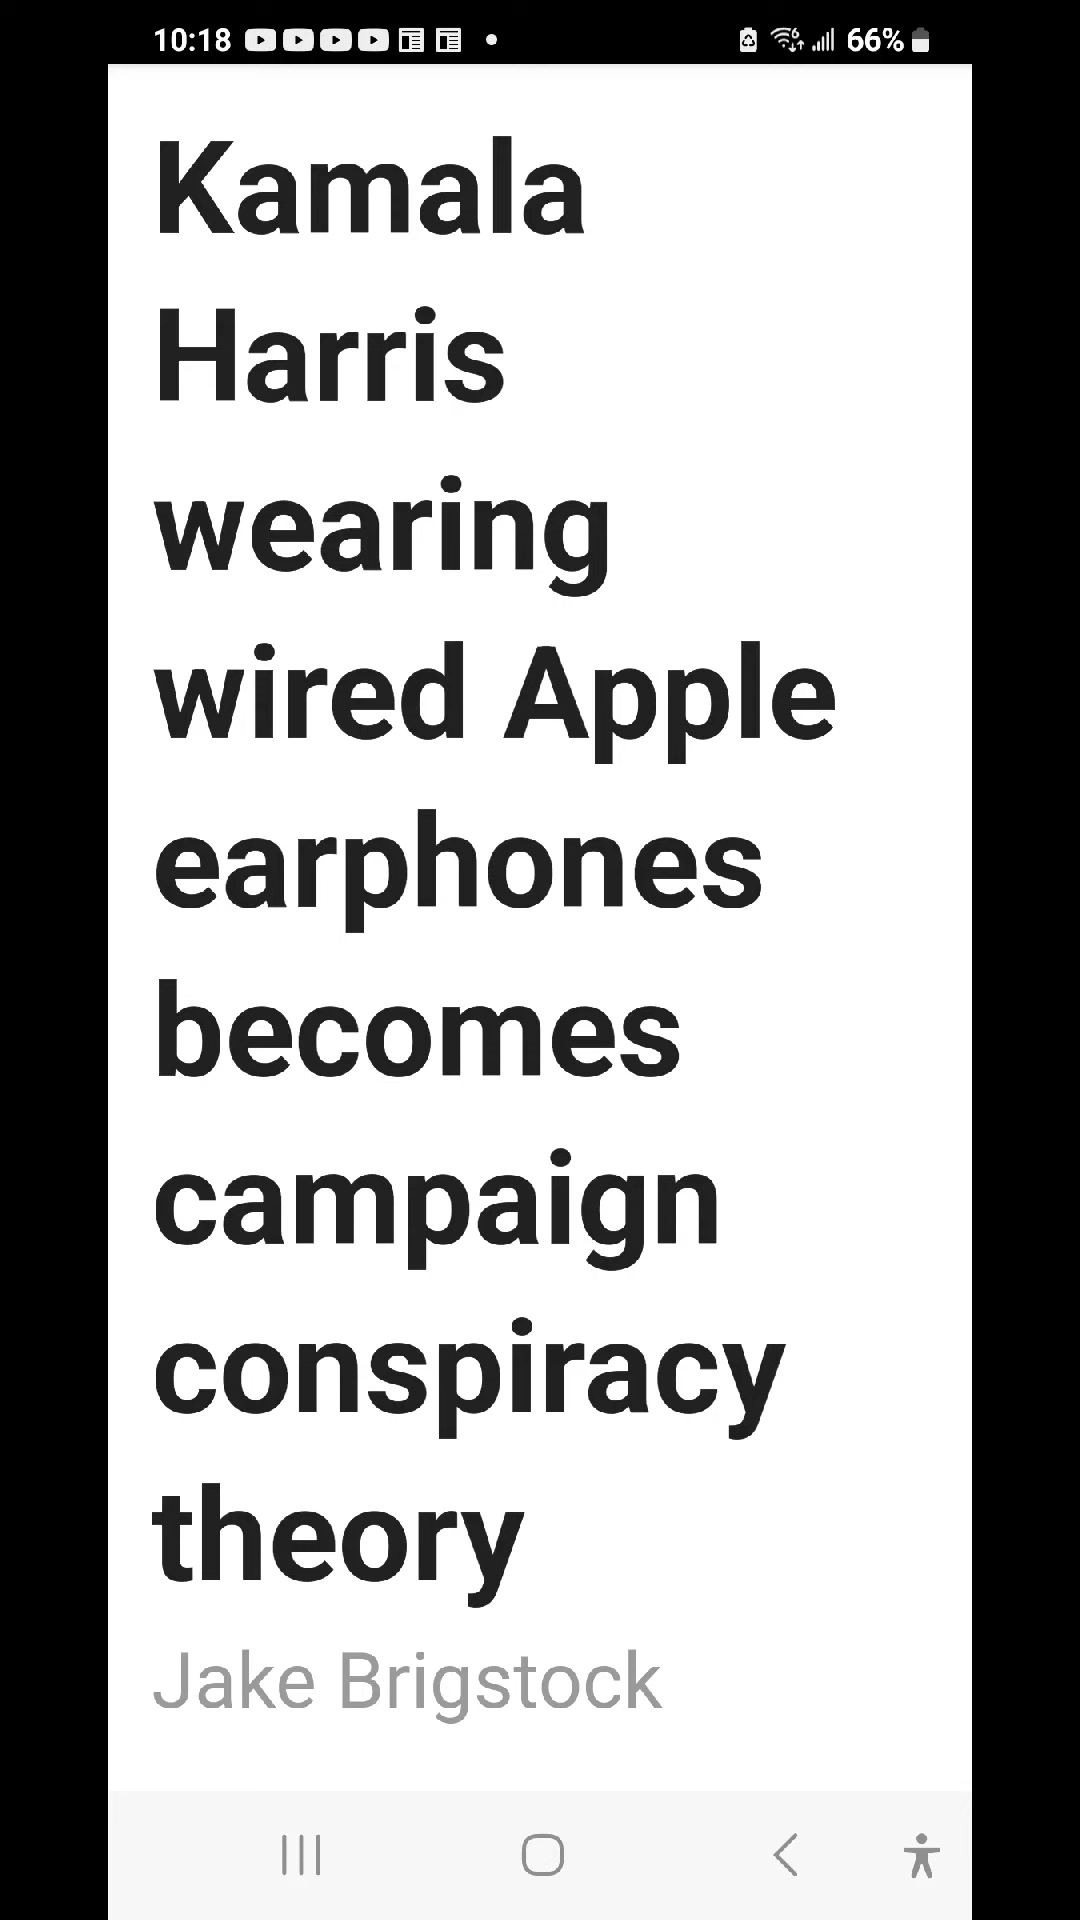 10:18 66%
Kamala
Harris
wearing
wired Apple
earphones
becomes
campaign
conspiracy
theory
Jake Brigstock